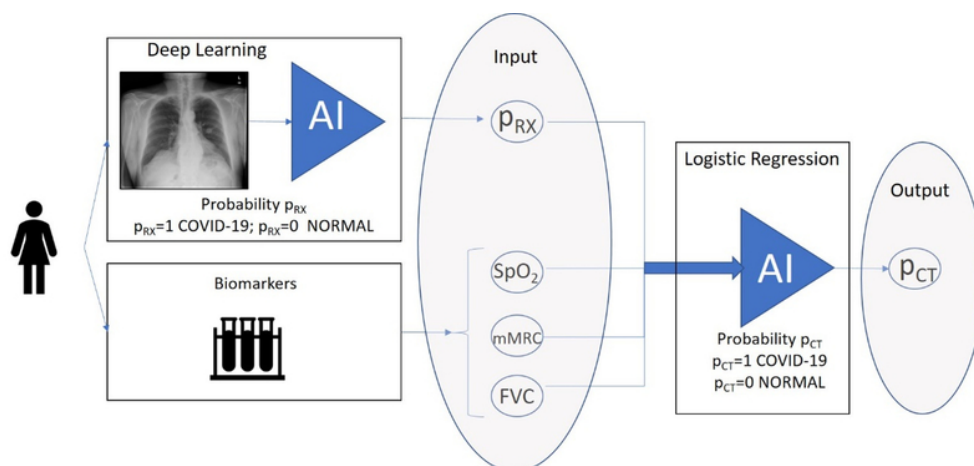 Deep Learning
AI
Probability pRX
pRX=1 COVID-19; pRX=0 NORMAL
Biomarkers
Input
pRX
SpO2
mMRC
FVC
Logistic Regression
AI
Probability pCT
pCT=1 COVID-19
pCT=0 NORMAL
Output
pCT